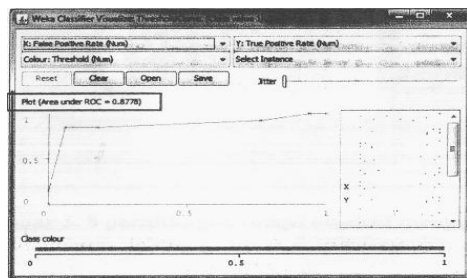 Weka Classifier Visualize:
X: False Positive Rate (Num)
Y: True Positive Rate (Num)
Colour: Threshold (Num)
Select Instance
Reset
Clear
Open
Save
Jitter
Plot (Area under ROC = 0.8778)
1
0.5
0
0
0.5
1
X
Y
Class colour
0
0.5
1